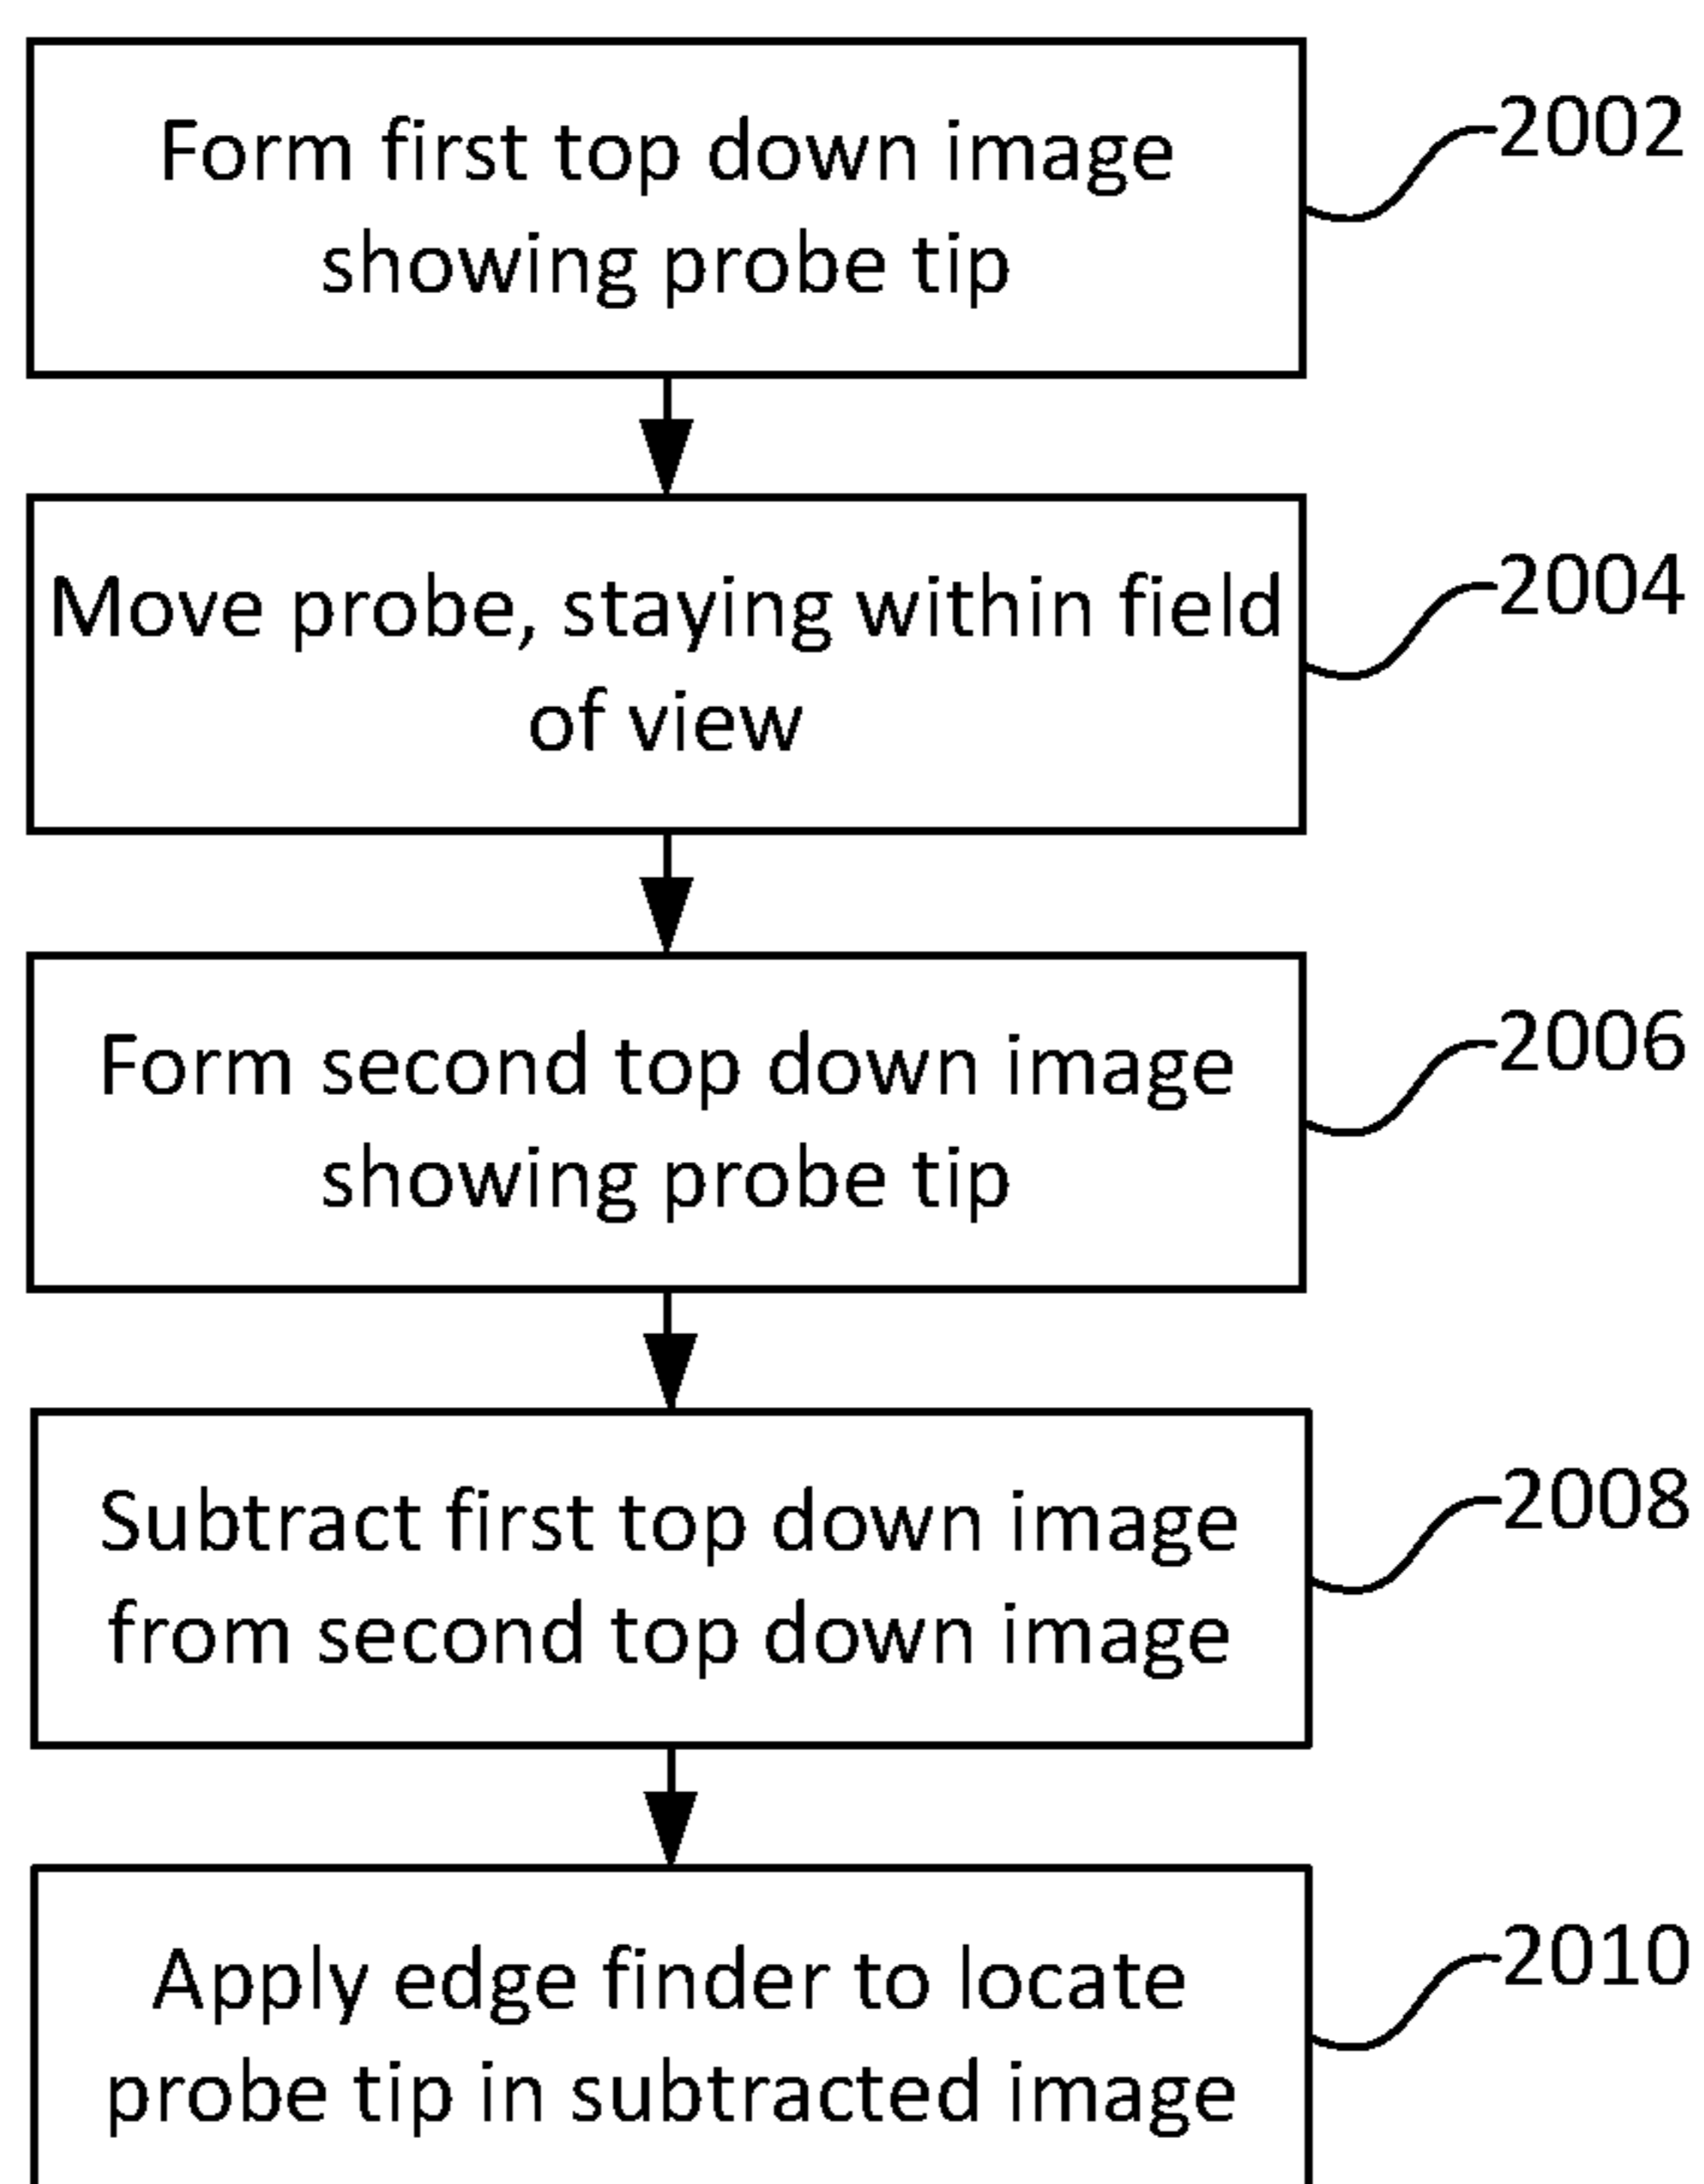 Form first top down image
showing probe tip
2002
Move probe, staying within field
of view
2004
Form second top down image
showing probe tip
2006
Subtract first top down image
from second top down image
2008
Apply edge finder to locate
probe tip in subtracted image
2010